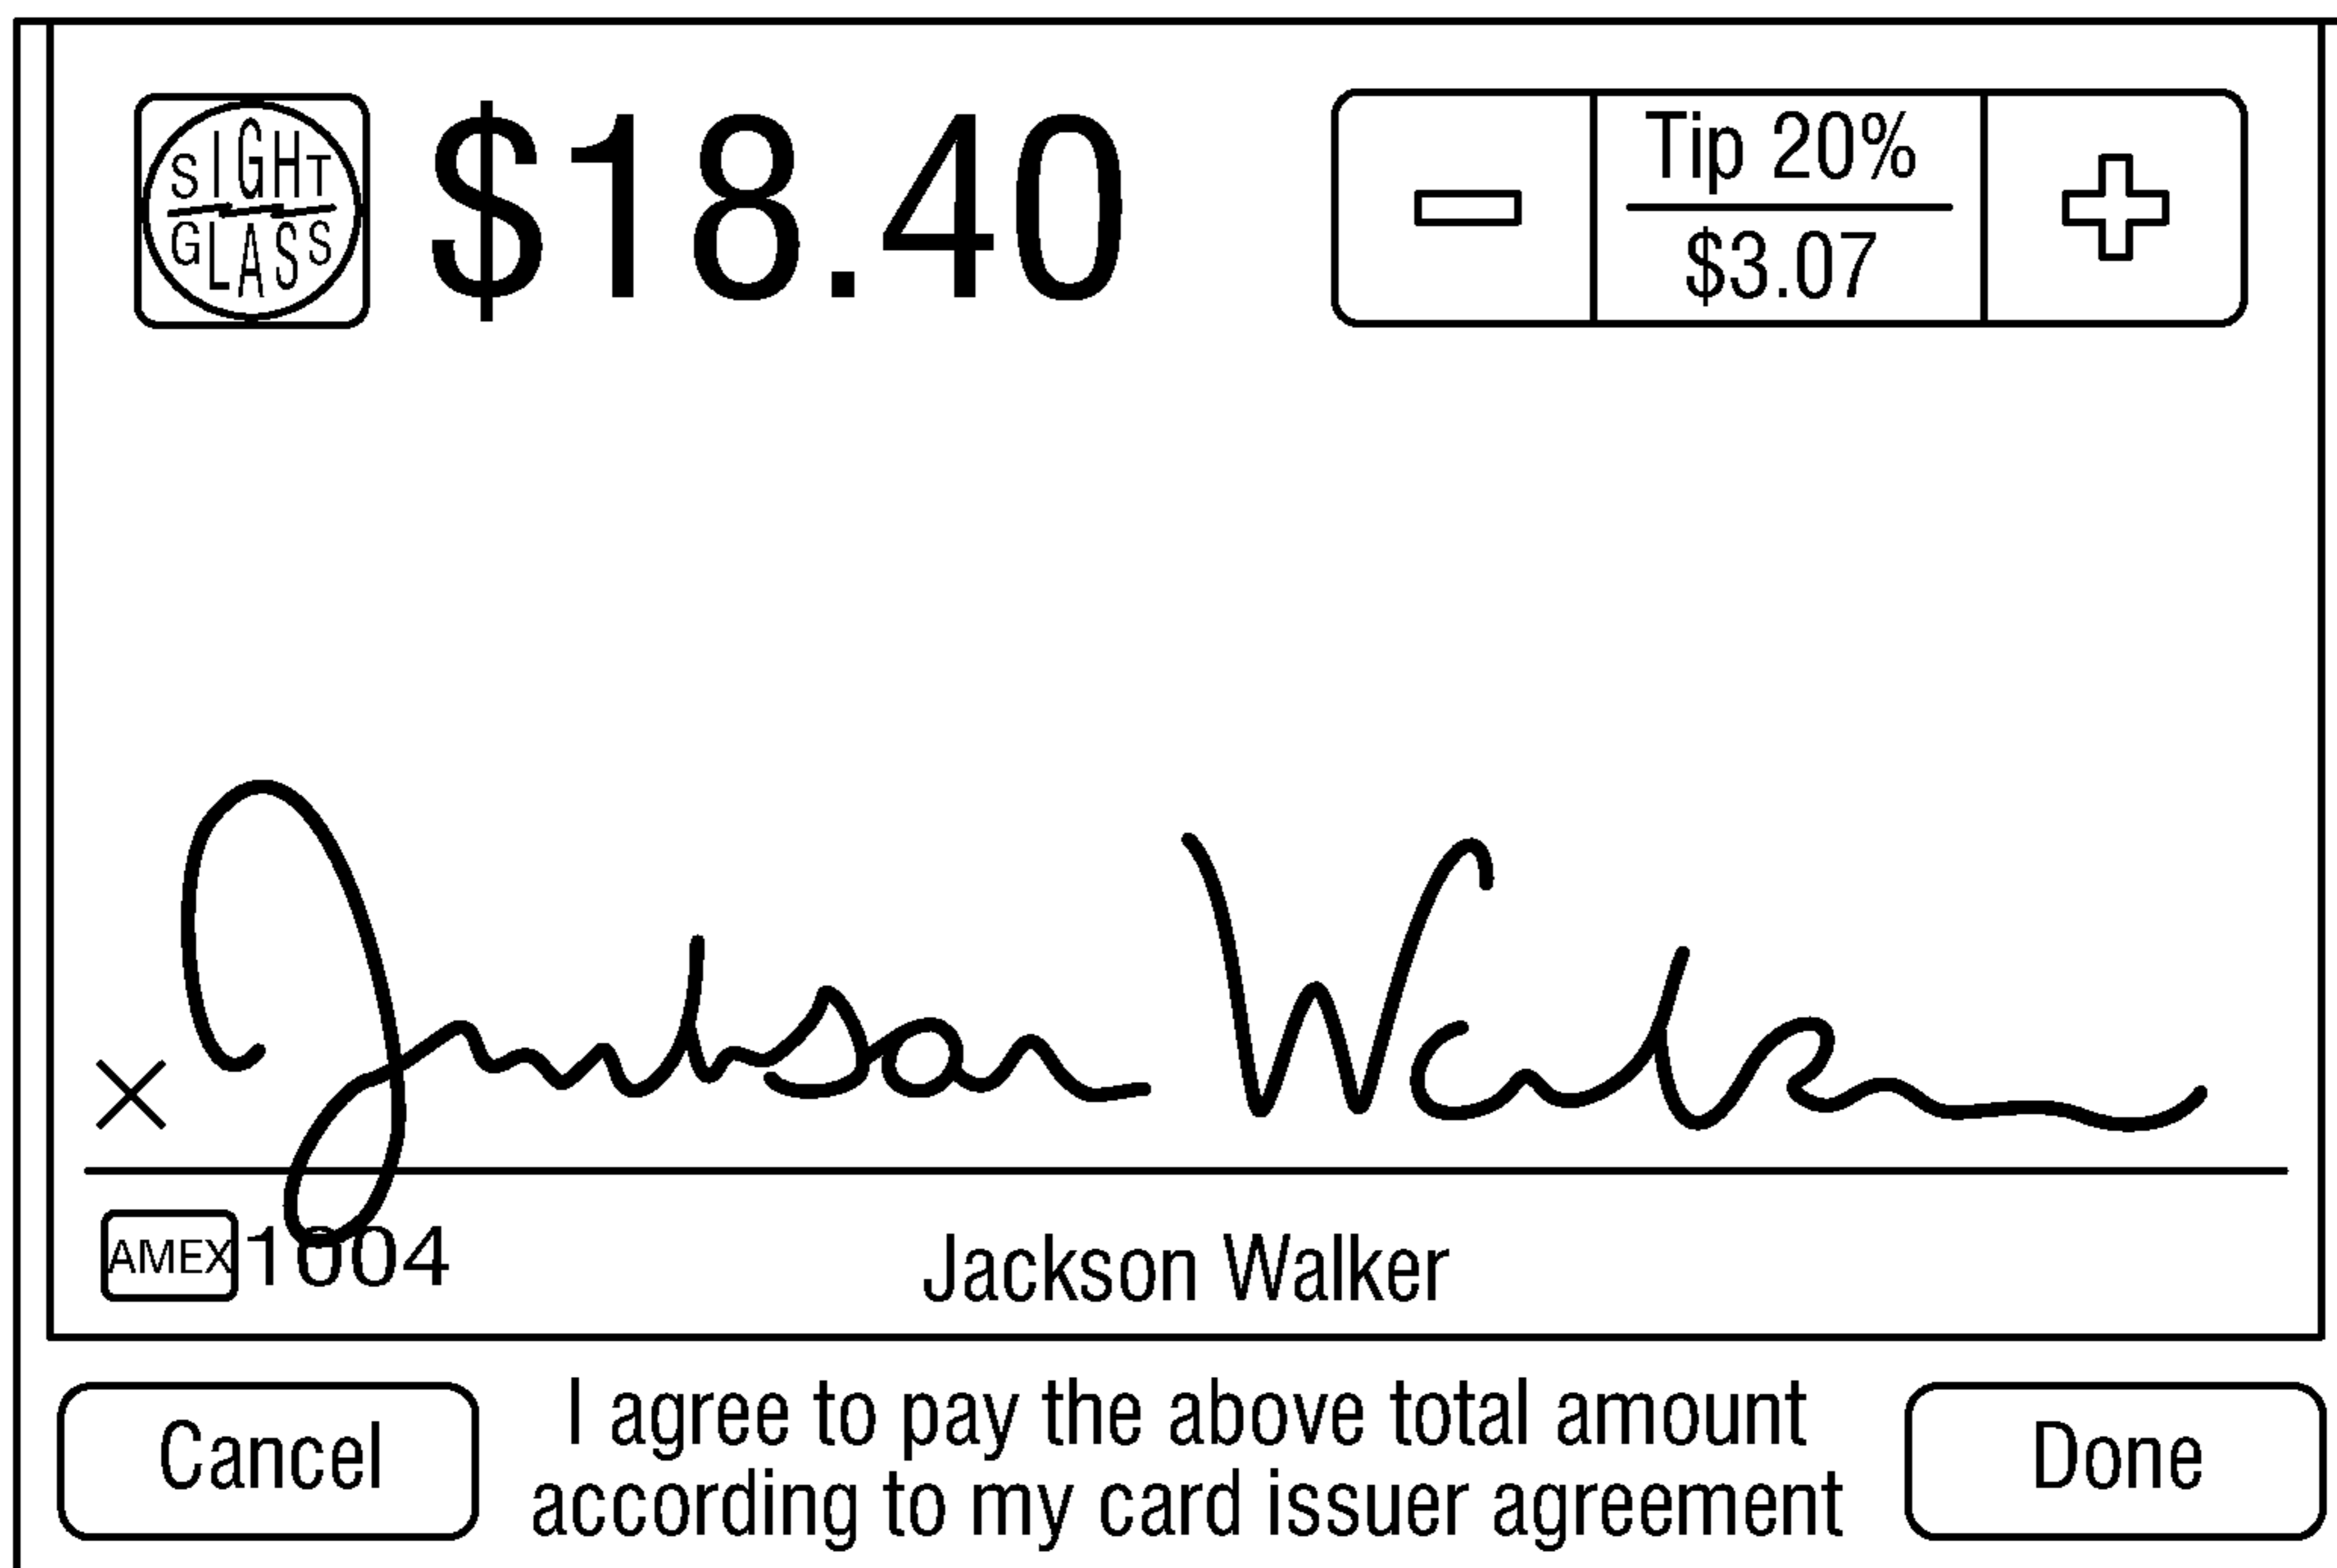 SIGHT
GLASS
$18.40
Tip 20%
$3.07
Jackson Walker
AMEX 1004
Jackson Walker
Cancel
I agree to pay the above total amount
according to my card issuer agreement
Done